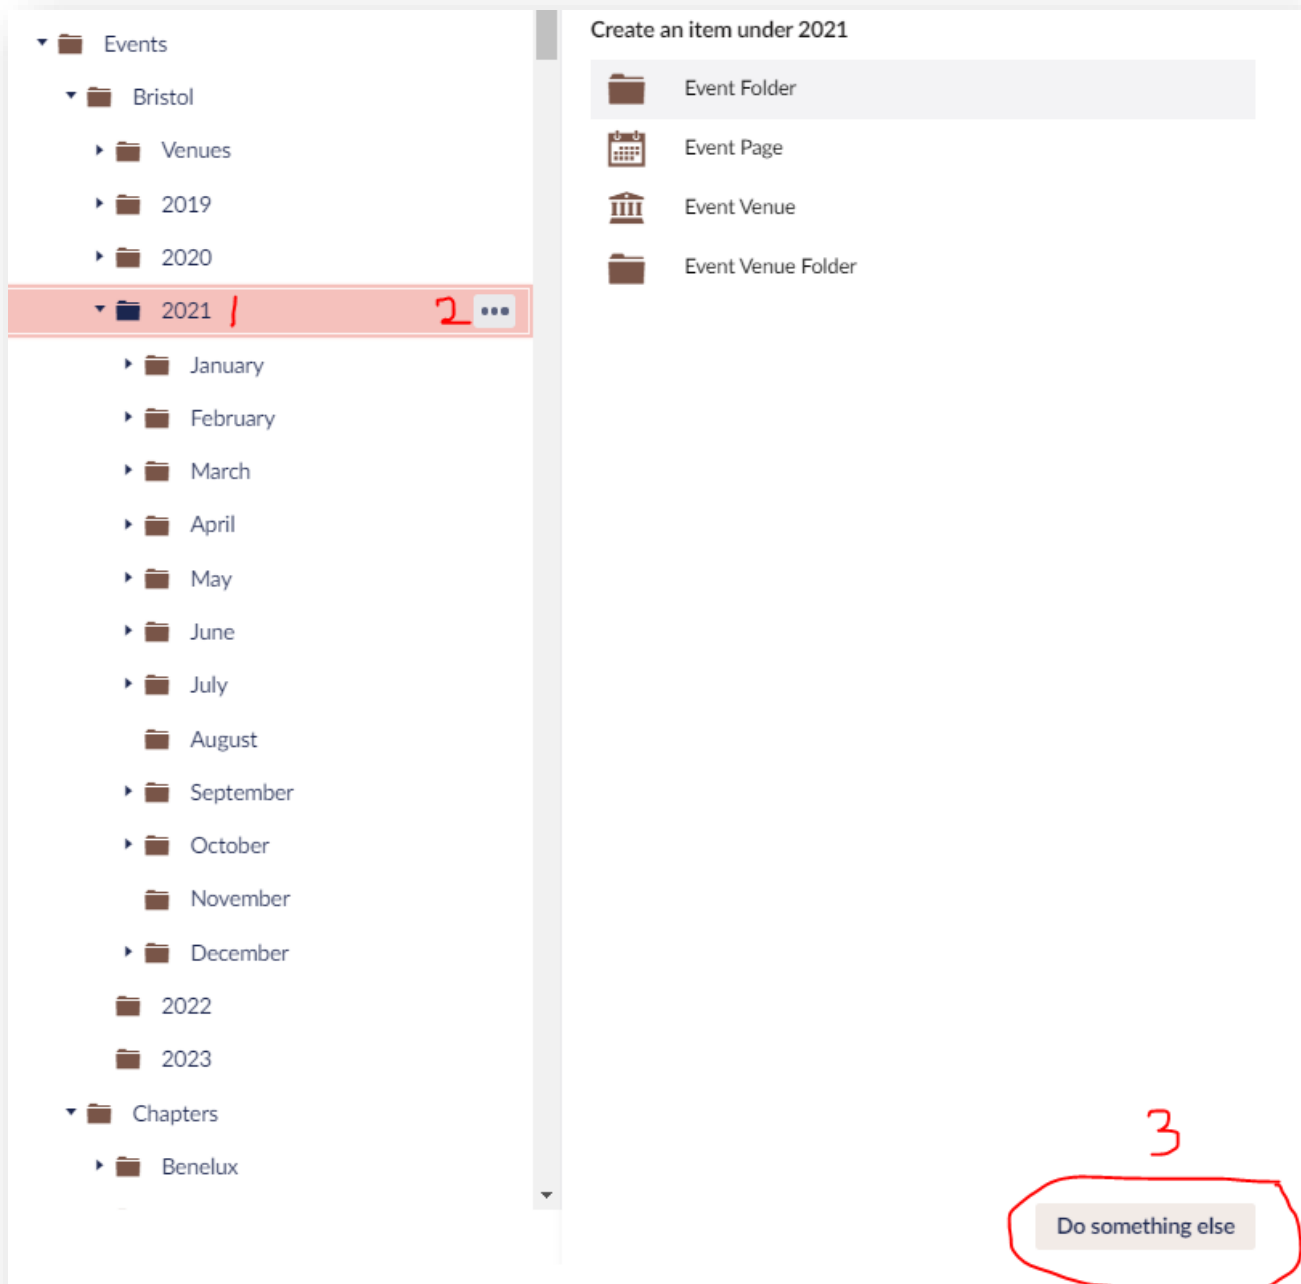 Events
Bristol
Venues
2019
2020
2021 1 2
January
February
March
April
May
June
July
August
September
October
November
December
2022
2023
Chapters
Benelux
Create an item under 2021
Event Folder
Event Page
Event Venue
Event Venue Folder
3
Do something else